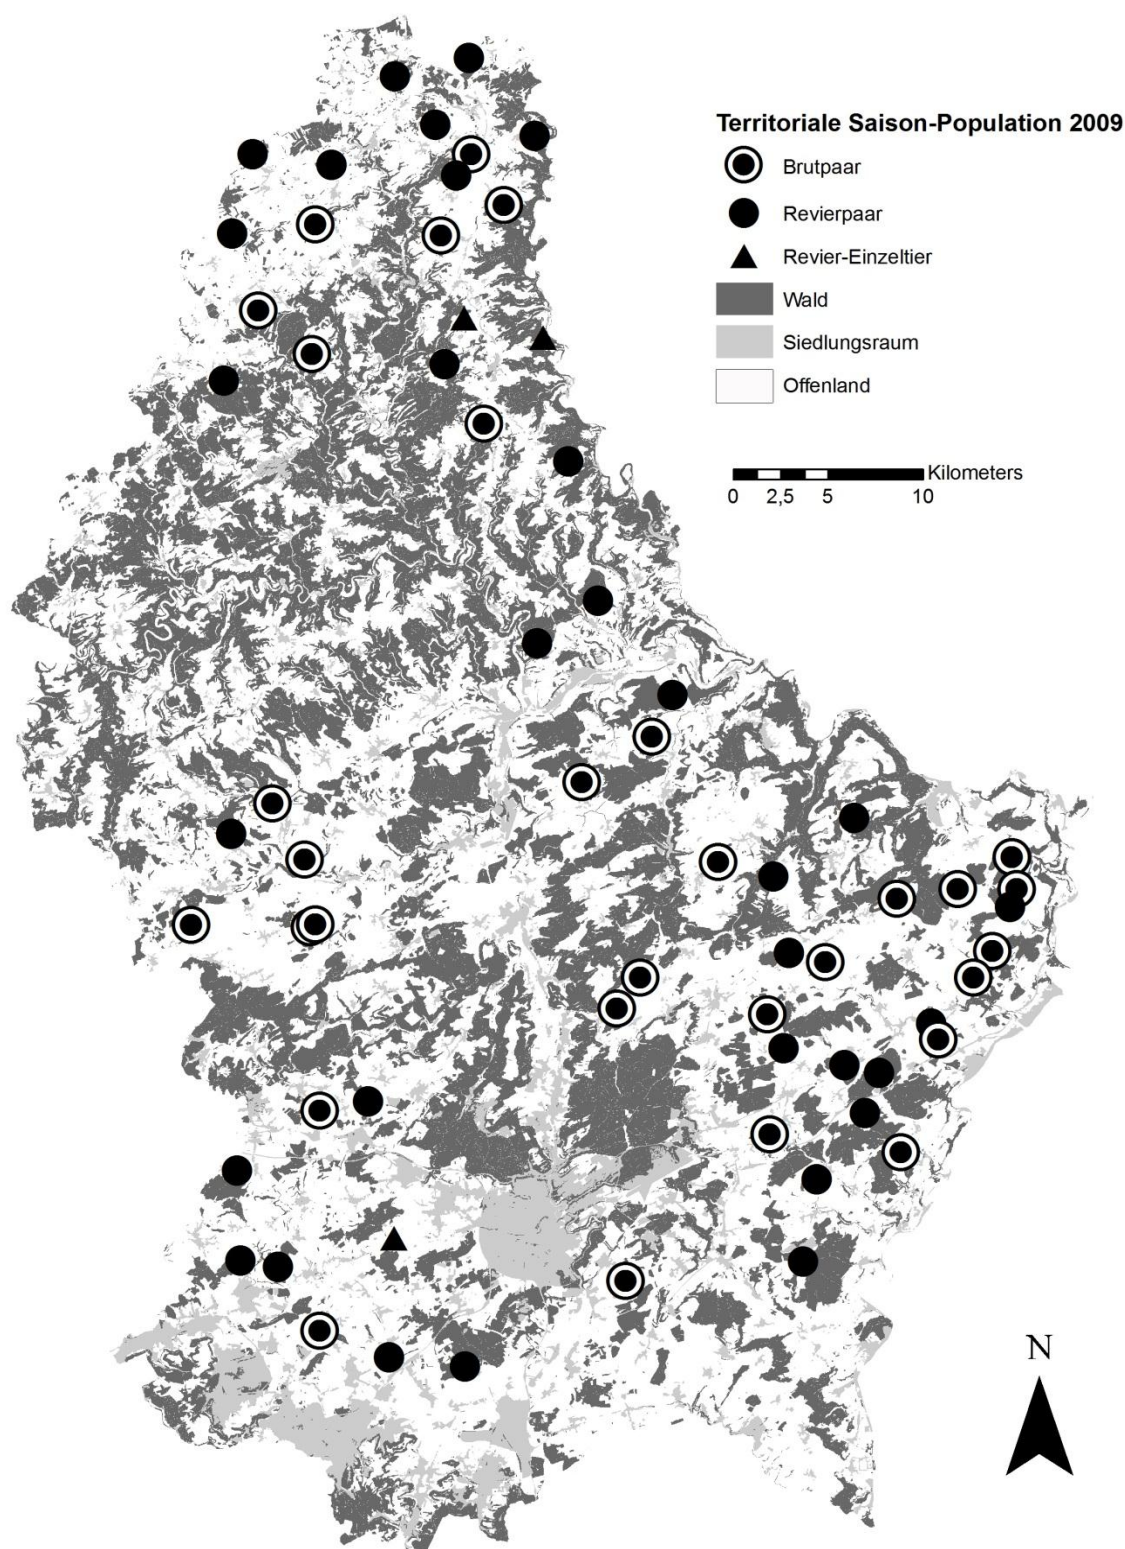 Territoriale Saison-Population 2009
Brutpaar
Revierpaar
Revier-Einzeltier
Wald
Siedlungsraum
Offenland
Kilometers
0 2,5 5 10
N